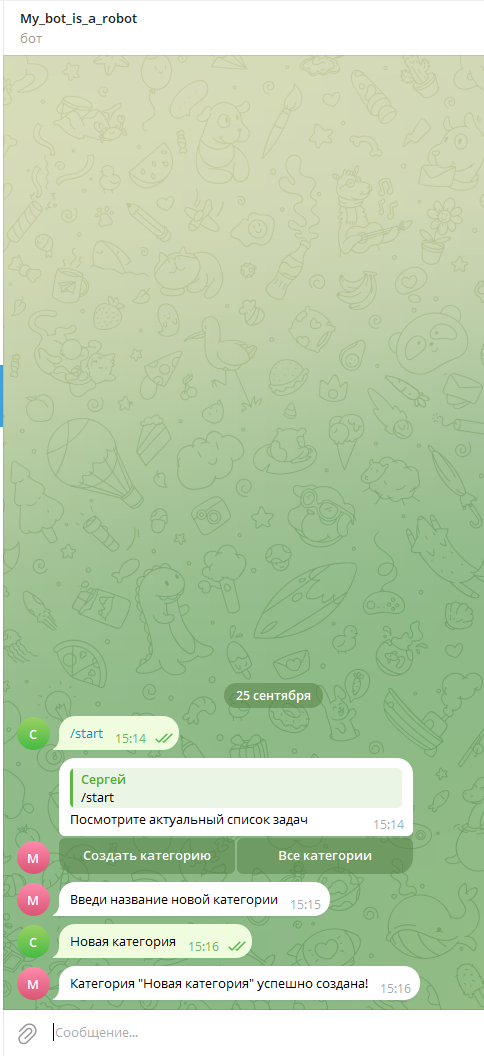 My_bot_is_a_robot
бот
25 сентября
С
/start
15:14
Сергей
/start
Посмотрите актуальный список задач
15:14
М
Создать категорию
Все категории
М
Введи название новой категории
15:15
С
Новая категория
15:16
М
Категория "Новая категория" успешно создана!
15:16
Сообщение...